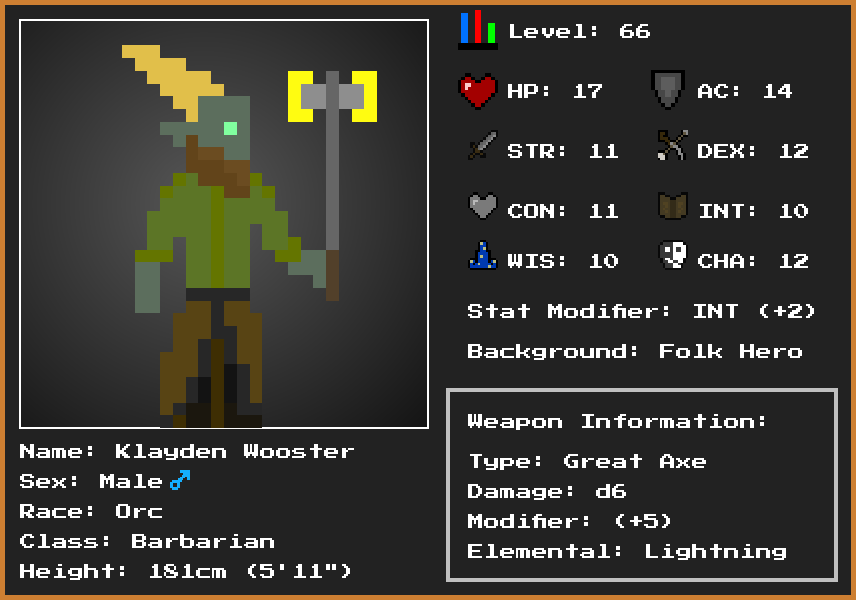 Level: 66
HP: 17 AC: 14
STR: 11 DEX: 12
CON: 11 INT: 10
WIS: 10 CHA: 12
Stat Modifier: INT (+2)
Background: Folk Hero
Weapon Information:
Type: Great Axe
Damage: d6
Modifier: (+5)
Elemental: Lightning
Name: Klayden Wooster
Sex: Male ♂
Race: Orc
Class: Barbarian
Height: 181cm (5'11")